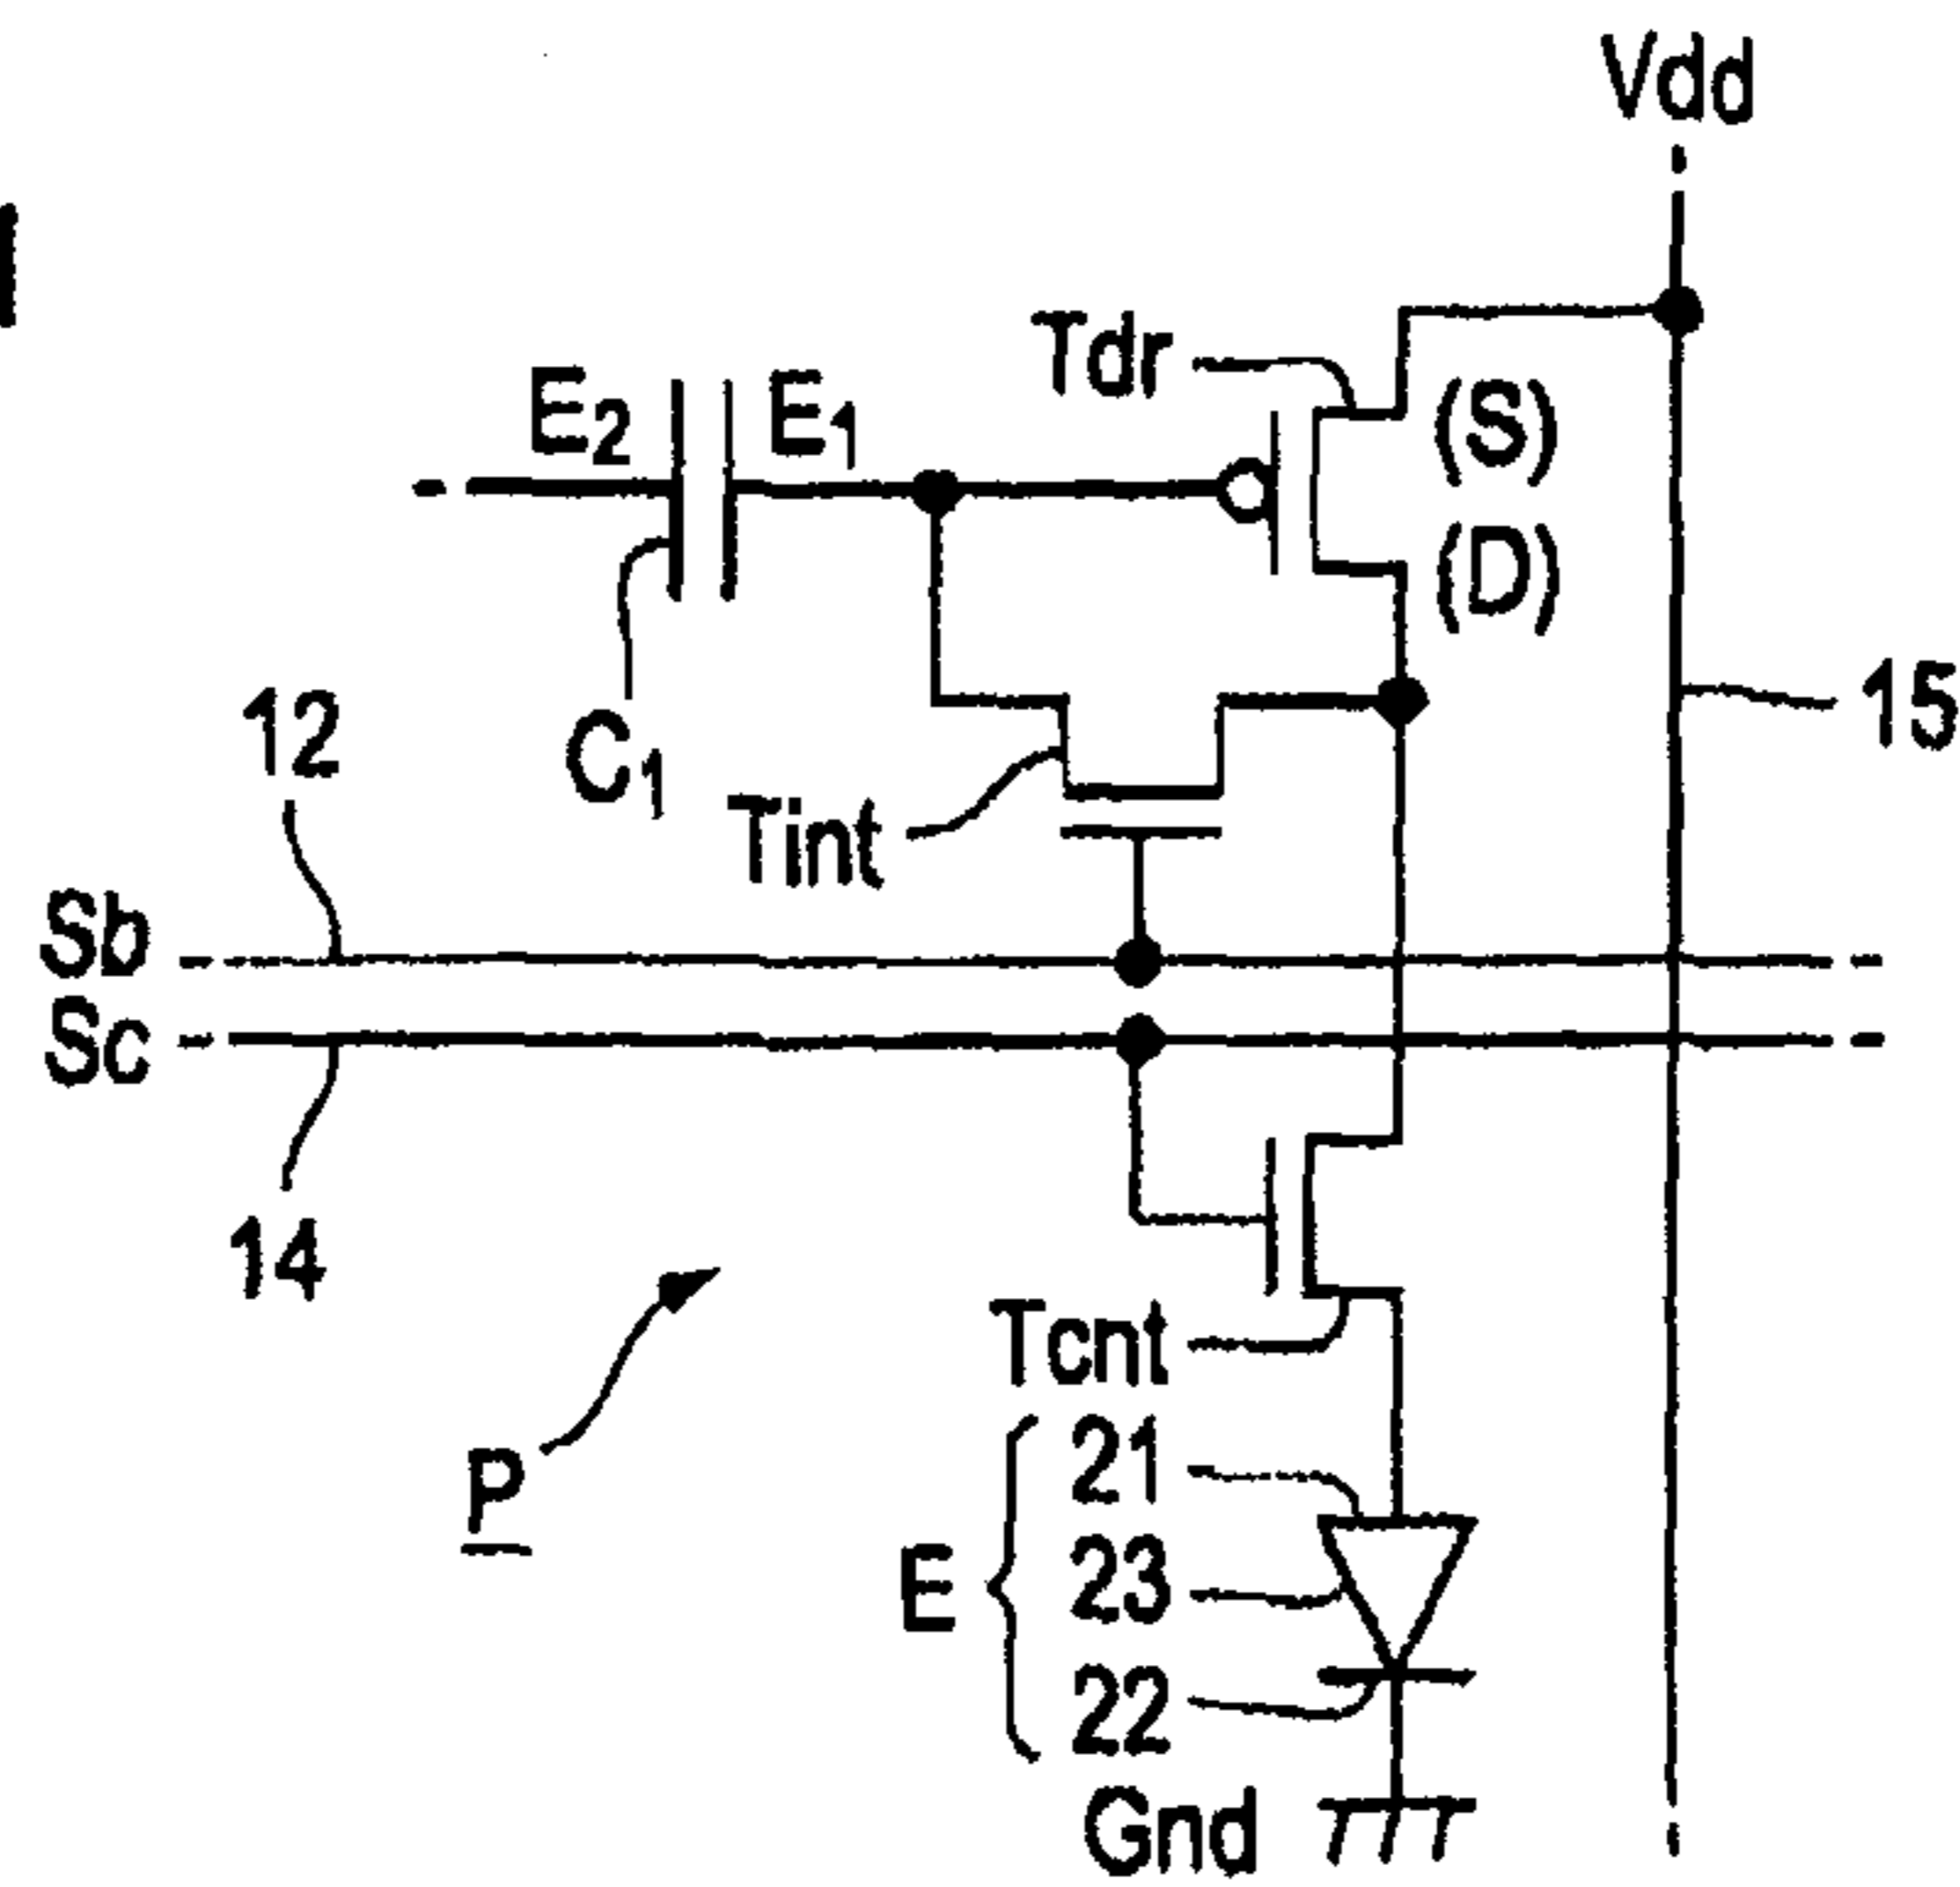 Vdd
Tdr
E2 E1 (S)
(D)
15
12 C1
Tint
Sb
Sc
14
Tcnt
21
P E 23
22
Gnd